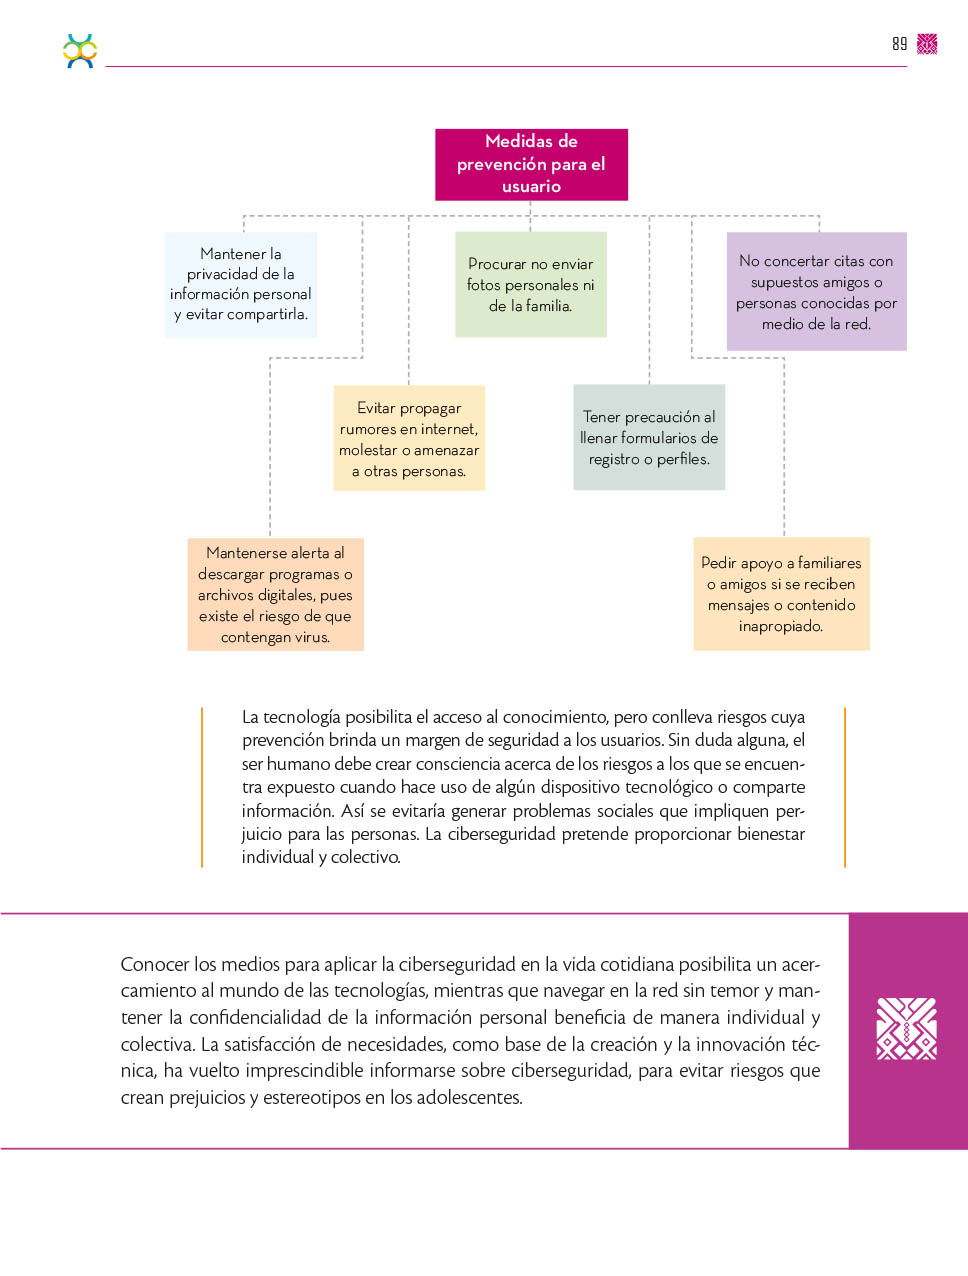 89
Medidas de
prevención para el
usuario
Mantener la
privacidad de la
información personal
y evitar compartirla.
Procurar no enviar
fotos personales ni
de la familia.
No concertar citas con
supuestos amigos o
personas conocidas por
medio de la red.
Evitar propagar
rumores en internet,
molestar o amenazar
a otras personas.
Tener precaución al
llenar formularios de
registro o perfiles.
Mantenerse alerta al
descargar programas o
archivos digitales, pues
existe el riesgo de que
contengan virus.
Pedir apoyo a familiares
o amigos si se reciben
mensajes o contenido
inapropiado.
La tecnología posibilita el acceso al conocimiento, pero conlleva riesgos cuya
prevención brinda un margen de seguridad a los usuarios. Sin duda alguna, el
ser humano debe crear consciencia acerca de los riesgos a los que se encuen-
tra expuesto cuando hace uso de algún dispositivo tecnológico o comparte
información. Así se evitaría generar problemas sociales que impliquen per-
juicio para las personas. La ciberseguridad pretende proporcionar bienestar
individual y colectivo.
Conocer los medios para aplicar la ciberseguridad en la vida cotidiana posibilita un acer-
camiento al mundo de las tecnologías, mientras que navegar en la red sin temor y man-
tener la confidencialidad de la información personal beneficia de manera individual y
colectiva. La satisfacción de necesidades, como base de la creación y la innovación téc-
nica, ha vuelto imprescindible informarse sobre ciberseguridad, para evitar riesgos que
crean prejuicios y estereotipos en los adolescentes.